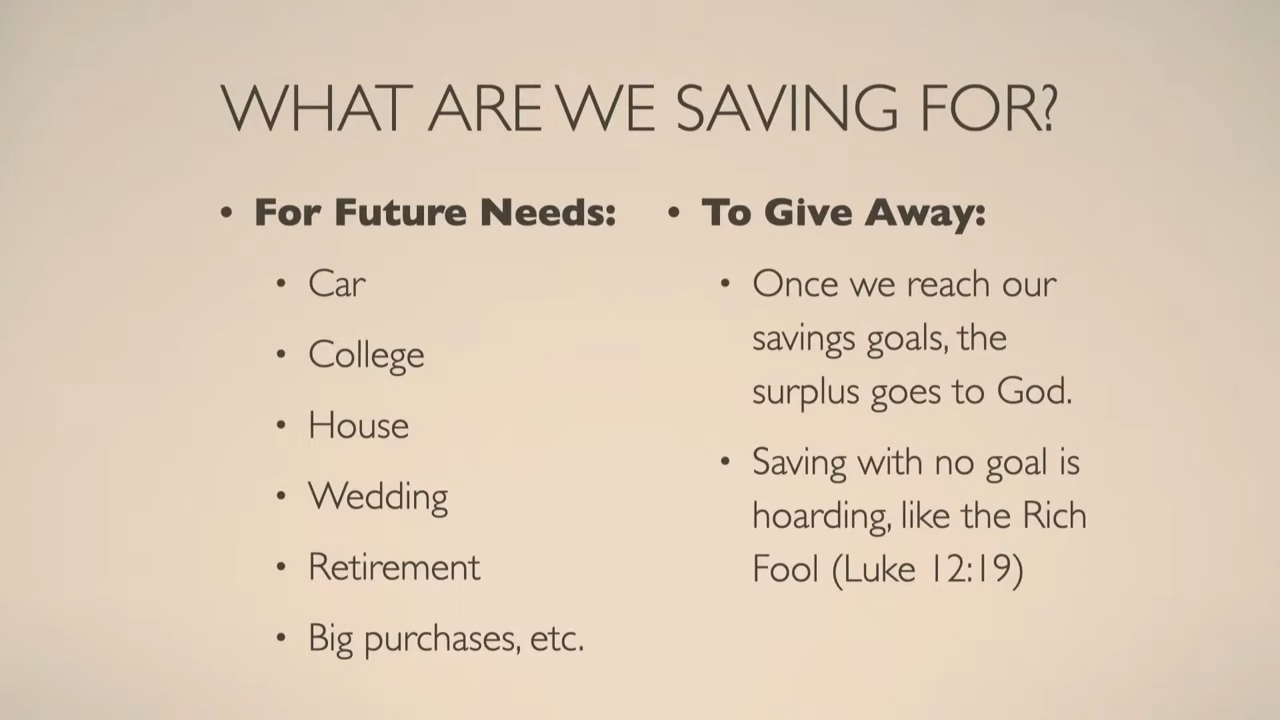 WHAT ARE WE SAVING FOR?
• For Future Needs:
• Car
• College
• House
• Wedding
• Retirement
• Big purchases, etc.
• To Give Away:
• Once we reach our
savings goals, the
surplus goes to God.
• Saving with no goal is
hoarding, like the Rich
Fool (Luke 12:19)